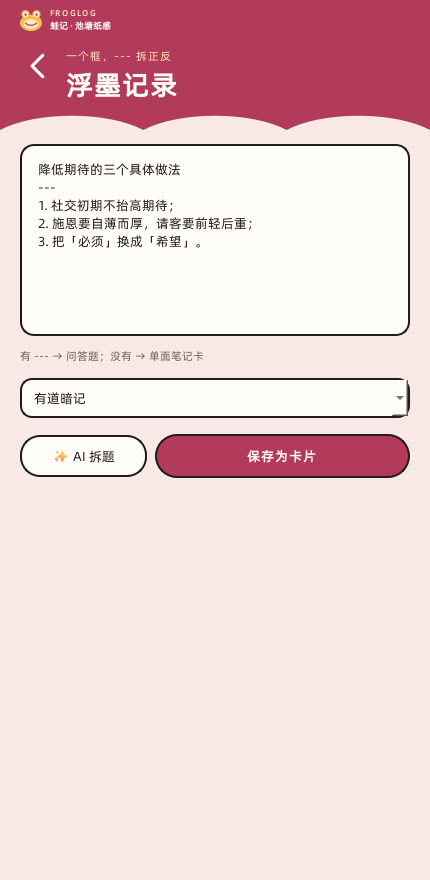 FROGLOG
蛙记 · 池塘纸感
一个框，--- 拆正反
浮墨记录
降低期待的三个具体做法
---
1. 社交初期不抬高期待；
2. 施恩要自薄而厚，请客要前轻后重；
3. 把「必须」换成「希望」。
有 --- → 问答题；没有 → 单面笔记卡
有道暗记
✨ AI 拆题
保存为卡片